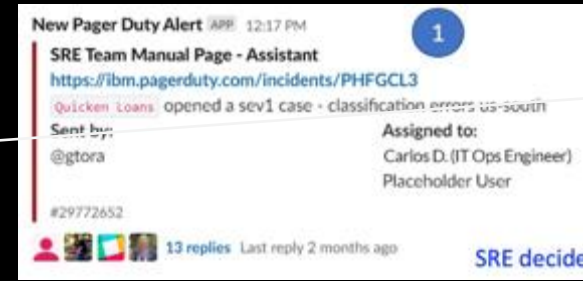 New Pager Duty Alert APP 12:17 PM
1
SRE Team Manual Page - Assistant
https://ibm.pagerduty.com/incidents/PHFGCL3
Quicken Loans opened a sev1 case - classification errors us-south
Sent by: Assigned to:
@gtora Carlos D. (IT Ops Engineer)
Placeholder User
#29772652
13 replies Last reply 2 months ago
SRE decide